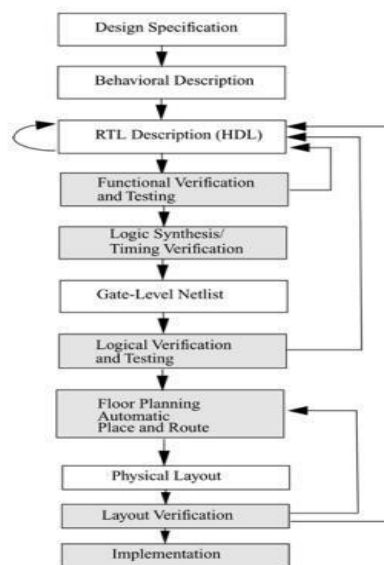 Design Specification
Behavioral Description
RTL Description (HDL)
Functional Verification
and Testing
Logic Synthesis/
Timing Verification
Gate-Level Netlist
Logical Verification
and Testing
Floor Planning
Automatic
Place and Route
Physical Layout
Layout Verification
Implementation